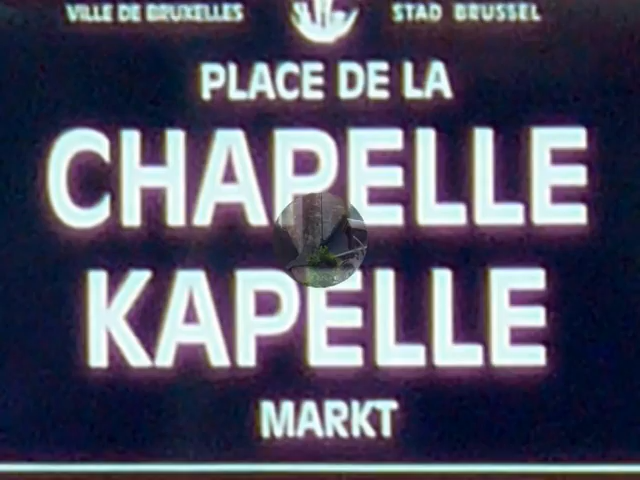 VILLE DE BRUXELLES STAD BRUSSEL
PLACE DE LA
CHAPELLE
KAPELLE
MARKT